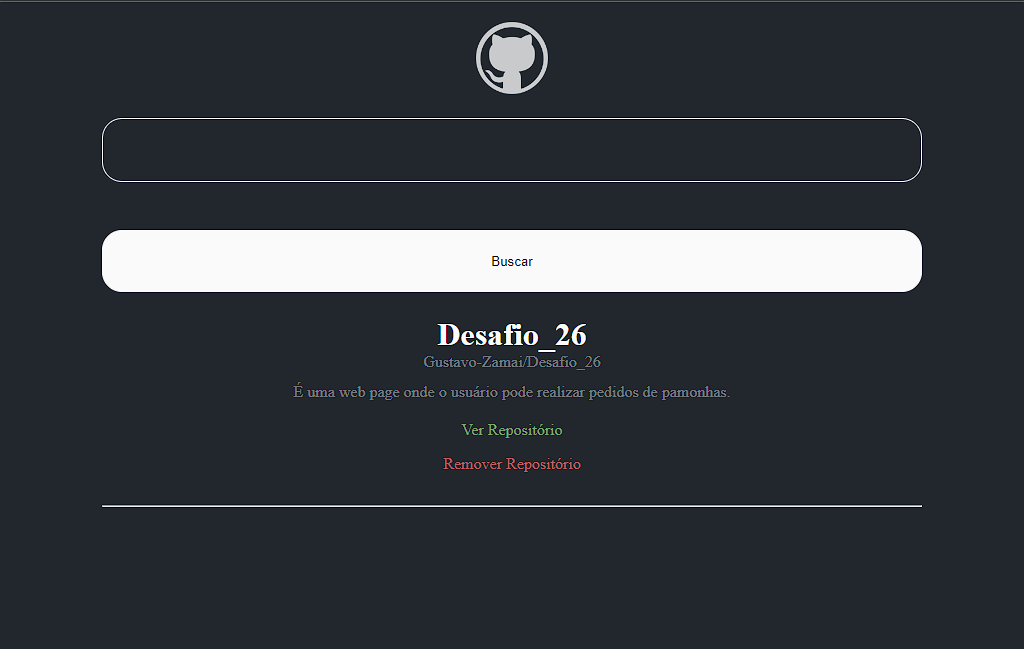 Buscar
Desafio_26
Gustavo-Zamai/Desafio_26
É uma web page onde o usuário pode realizar pedidos de pamonhas.
Ver Repositório
Remover Repositório